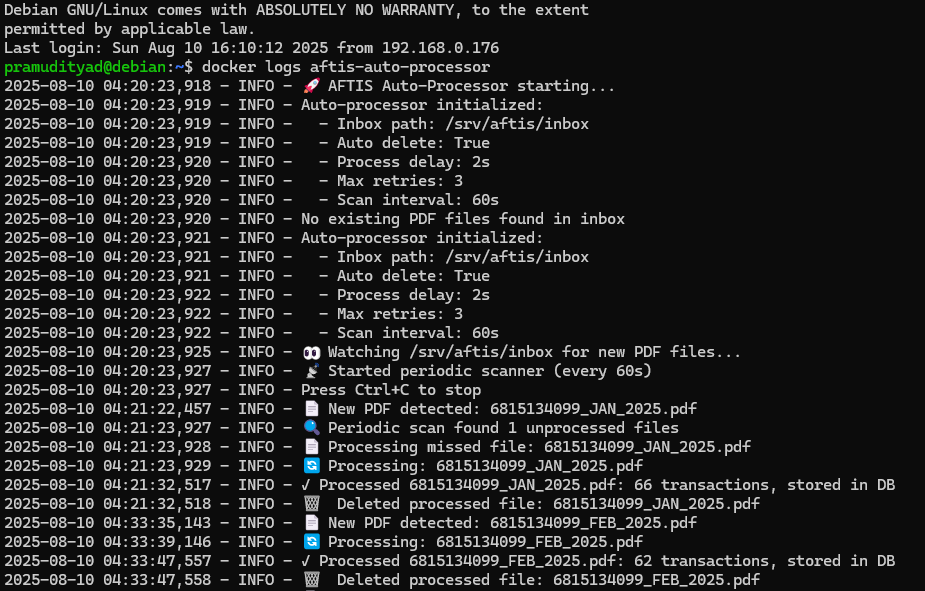 Debian GNU/Linux comes with ABSOLUTELY NO WARRANTY, to the extent
permitted by applicable law.
Last login: Sun Aug 10 16:10:12 2025 from 192.168.0.176
pramudityad@debian:~$ docker logs aftis-auto-processor
2025-08-10 04:20:23,918 - INFO - 🚀 AFTIS Auto-Processor starting...
2025-08-10 04:20:23,919 - INFO - Auto-processor initialized:
2025-08-10 04:20:23,919 - INFO -   - Inbox path: /srv/aftis/inbox
2025-08-10 04:20:23,919 - INFO -   - Auto delete: True
2025-08-10 04:20:23,920 - INFO -   - Process delay: 2s
2025-08-10 04:20:23,920 - INFO -   - Max retries: 3
2025-08-10 04:20:23,920 - INFO -   - Scan interval: 60s
2025-08-10 04:20:23,920 - INFO - No existing PDF files found in inbox
2025-08-10 04:20:23,921 - INFO - Auto-processor initialized:
2025-08-10 04:20:23,921 - INFO -   - Inbox path: /srv/aftis/inbox
2025-08-10 04:20:23,921 - INFO -   - Auto delete: True
2025-08-10 04:20:23,922 - INFO -   - Process delay: 2s
2025-08-10 04:20:23,922 - INFO -   - Max retries: 3
2025-08-10 04:20:23,922 - INFO -   - Scan interval: 60s
2025-08-10 04:20:23,925 - INFO - 👀 Watching /srv/aftis/inbox for new PDF files...
2025-08-10 04:20:23,927 - INFO - 📡 Started periodic scanner (every 60s)
2025-08-10 04:20:23,927 - INFO - Press Ctrl+C to stop
2025-08-10 04:21:22,457 - INFO - 📄 New PDF detected: 6815134099_JAN_2025.pdf
2025-08-10 04:21:23,927 - INFO - 🔍 Periodic scan found 1 unprocessed files
2025-08-10 04:21:23,928 - INFO - 📄 Processing missed file: 6815134099_JAN_2025.pdf
2025-08-10 04:21:23,929 - INFO - 🔄 Processing: 6815134099_JAN_2025.pdf
2025-08-10 04:21:32,517 - INFO - ✓ Processed 6815134099_JAN_2025.pdf: 66 transactions, stored in DB
2025-08-10 04:21:32,518 - INFO - 🗑️  Deleted processed file: 6815134099_JAN_2025.pdf
2025-08-10 04:33:35,143 - INFO - 📄 New PDF detected: 6815134099_FEB_2025.pdf
2025-08-10 04:33:39,146 - INFO - 🔄 Processing: 6815134099_FEB_2025.pdf
2025-08-10 04:33:47,557 - INFO - ✓ Processed 6815134099_FEB_2025.pdf: 62 transactions, stored in DB
2025-08-10 04:33:47,558 - INFO - 🗑️  Deleted processed file: 6815134099_FEB_2025.pdf